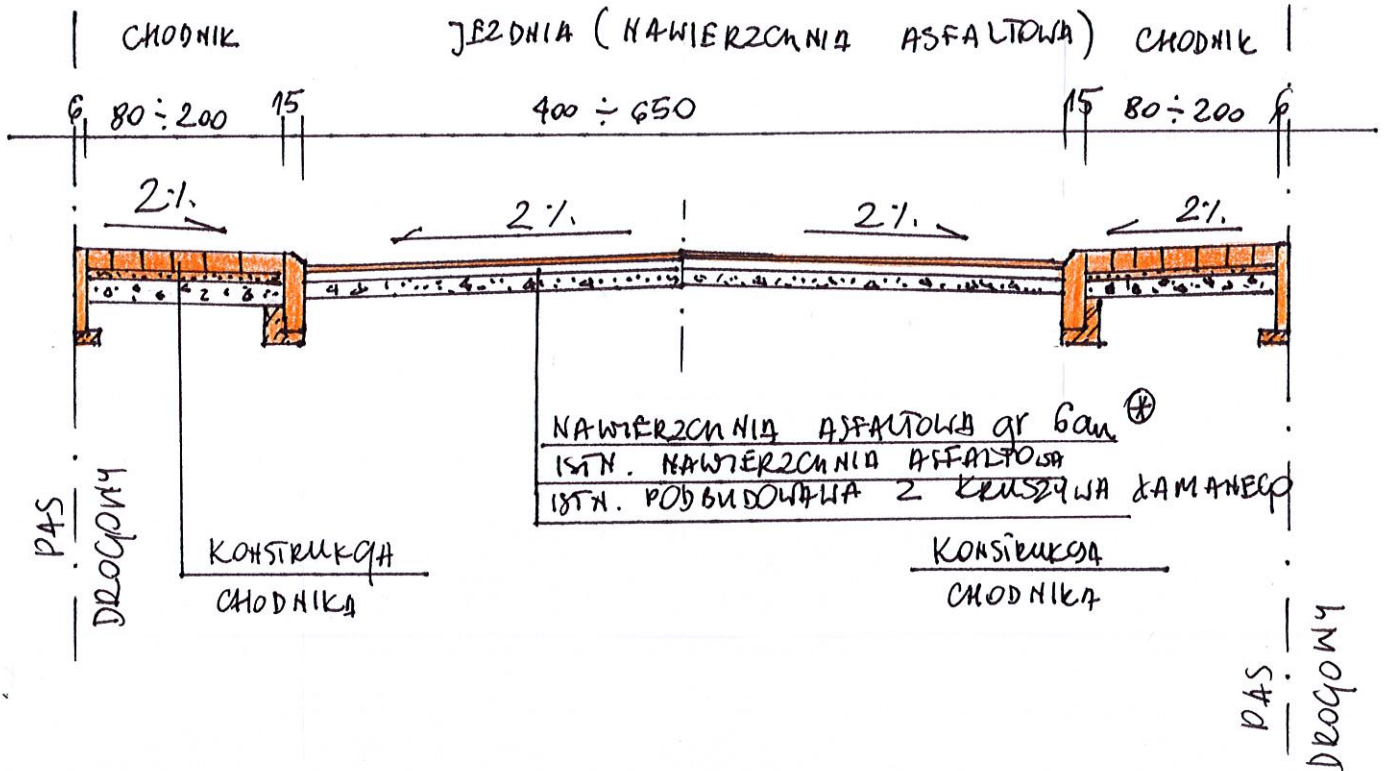 CHODNIK
JEZDNIA (NAWIERZCHNIA ASFALTOWA)
CHODNIK
6 80÷200 15 400÷650 15 80÷200 6
2% 2% 2% 2%
NAWIERZCHNIA ASFALTOWA gr 6cm *
ISTN. NAWIERZCHNIA ASFALTOWA
ISTN. PODBUDOWAWA Z KRUSZYWA ŁAMANEGO
KONSTRUKCJA
CHODNIKA
KONSTRUKCJA
CHODNIKA
PAS
DROGOWY
PAS
DROGOWY